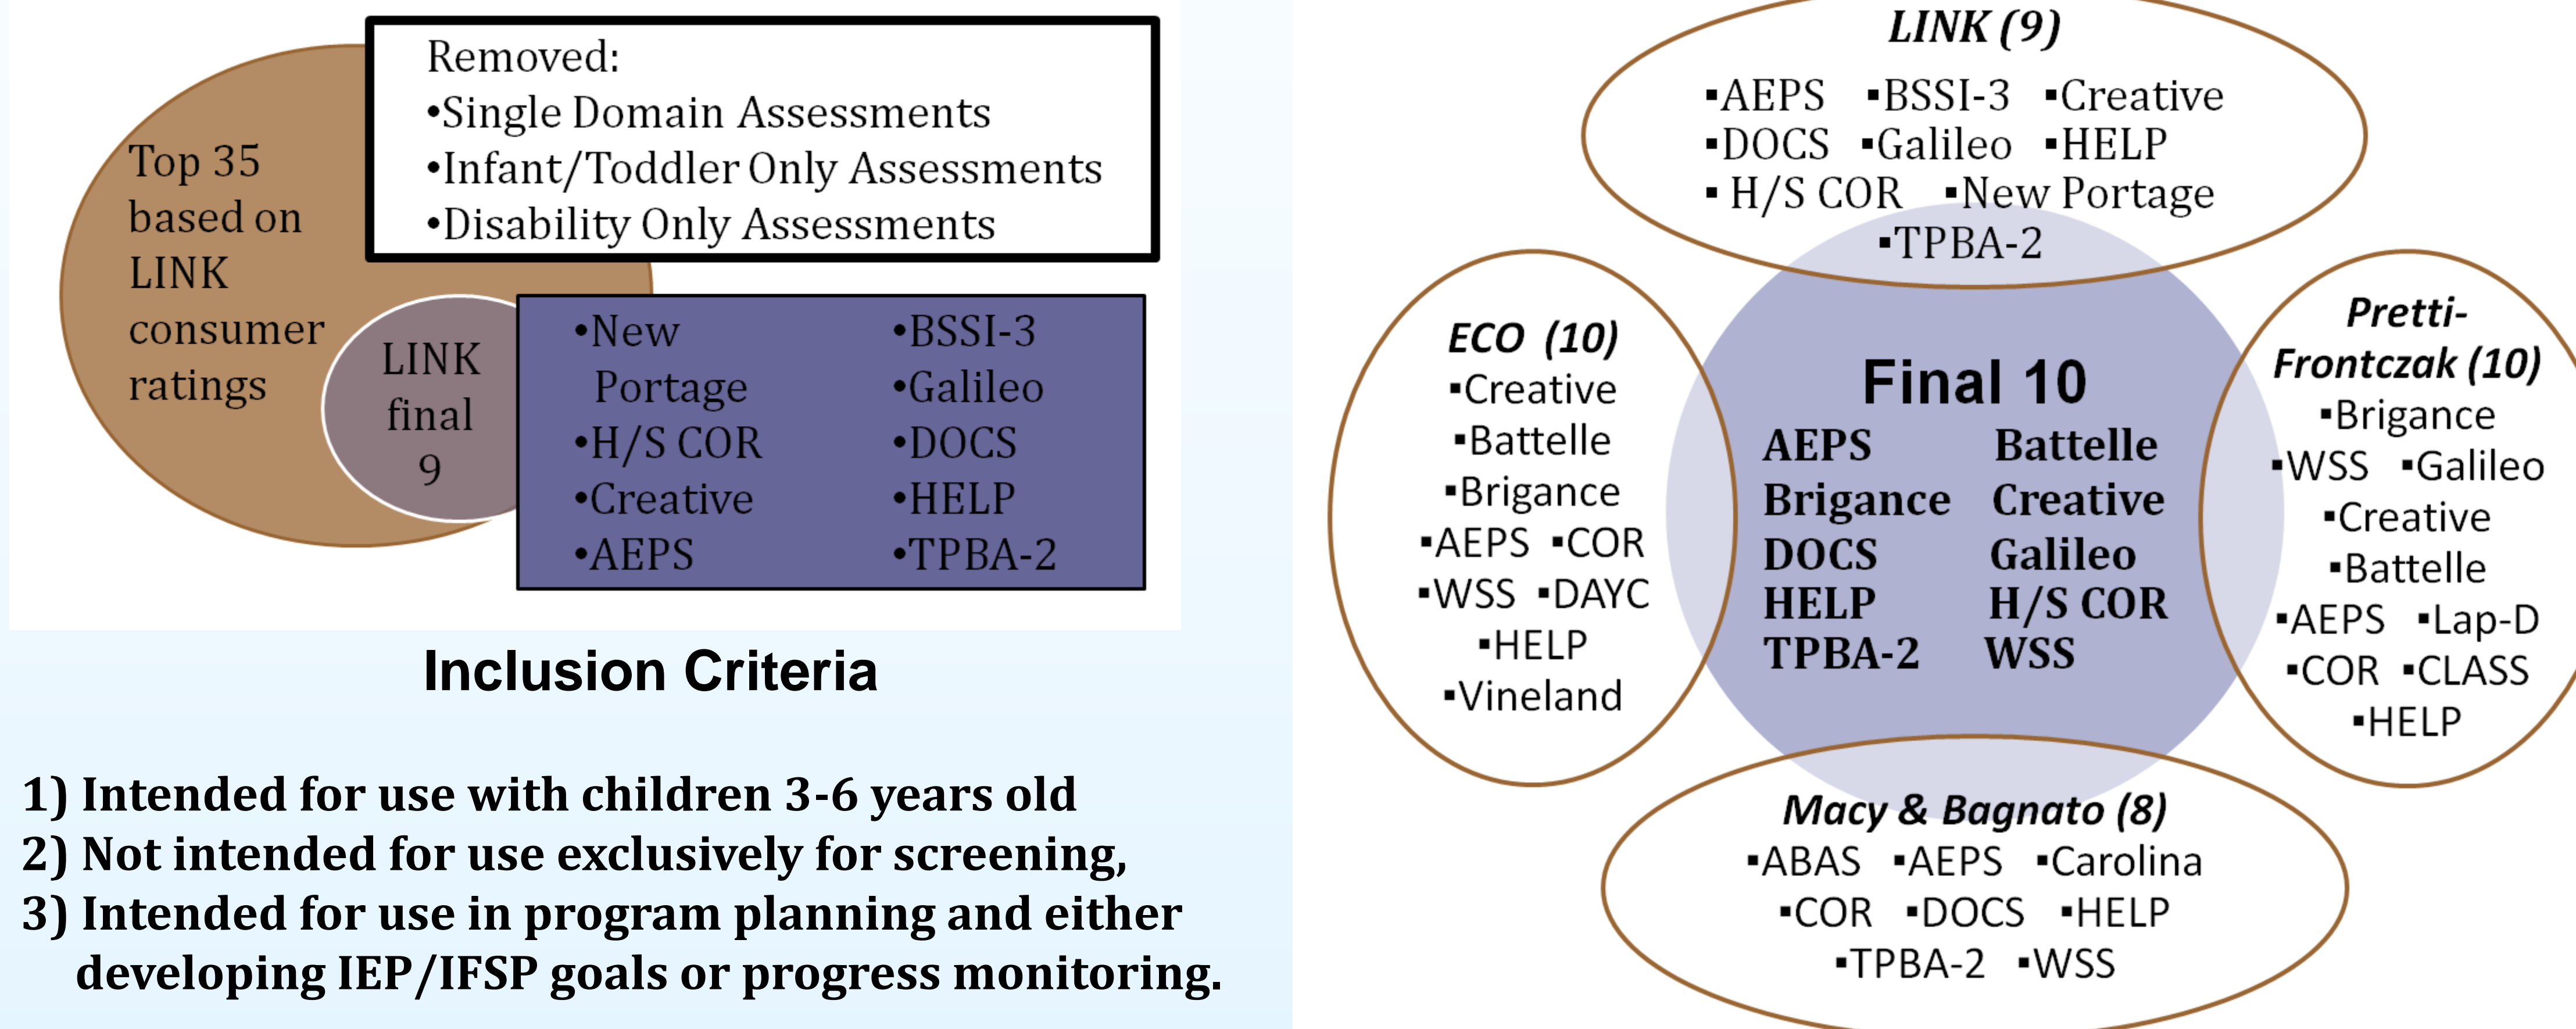 Removed:
•Single Domain Assessments
•Infant/Toddler Only Assessments
•Disability Only Assessments
Top 35
based on
LINK
consumer
ratings
LINK
final
9
•New
Portage
•H/S COR
•Creative
•AEPS
•BSSI-3
•Galileo
•DOCS
•HELP
•TPBA-2
Inclusion Criteria
1) Intended for use with children 3-6 years old
2) Not intended for use exclusively for screening,
3) Intended for use in program planning and either
developing IEP/IFSP goals or progress monitoring.
LINK (9)
▪AEPS ▪BSSI-3 ▪Creative
▪DOCS ▪Galileo ▪HELP
▪ H/S COR ▪New Portage
▪TPBA-2
ECO (10)
▪Creative
▪Battelle
▪Brigance
▪AEPS ▪COR
▪WSS ▪DAYC
▪HELP
▪Vineland
Final 10
AEPS Battelle
Brigance Creative
DOCS Galileo
HELP H/S COR
TPBA-2 WSS
Pretti-
Frontczak (10)
▪Brigance
▪WSS ▪Galileo
▪Creative
▪Battelle
▪AEPS ▪Lap-D
▪COR ▪CLASS
▪HELP
Macy & Bagnato (8)
▪ABAS ▪AEPS ▪Carolina
▪COR ▪DOCS ▪HELP
▪TPBA-2 ▪WSS